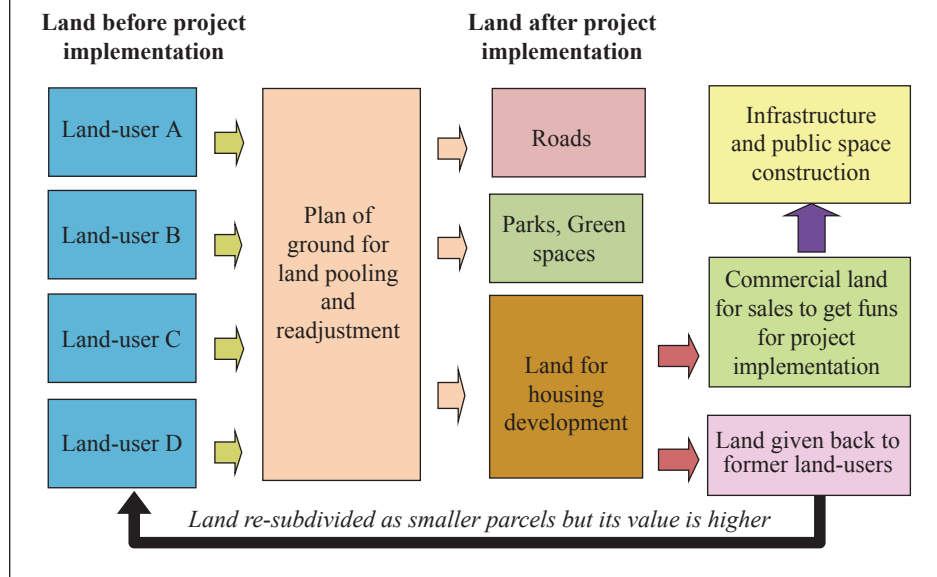 Land before project
implementation
Land after project
implementation
Land-user A
Land-user B
Land-user C
Land-user D
Plan of
ground for
land pooling
and
readjustment
Roads
Parks, Green
spaces
Land for
housing
development
Infrastructure
and public space
construction
Commercial land
for sales to get funs
for project
implementation
Land given back to
former land-users
Land re-subdivided as smaller parcels but its value is higher